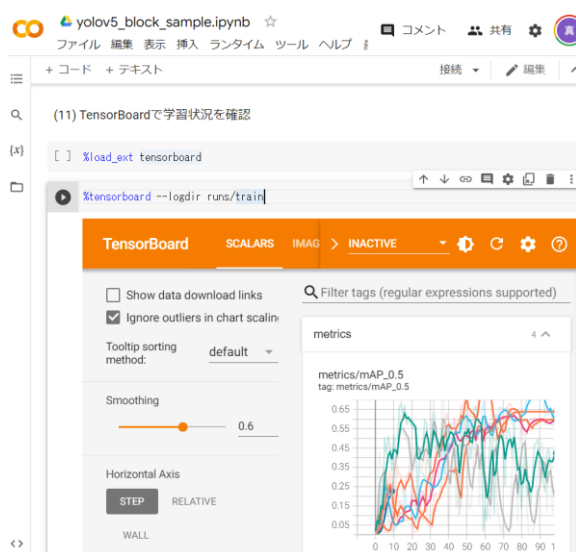 yolov5_block_sample.ipynb
コメント
共有
真
ファイル 編集 表示 挿入 ランタイム ツール ヘルプ
+ コード + テキスト
接続
編集
(11) TensorBoardで学習状況を確認
{x}
[ ] %load_ext tensorboard
%tensorboard --logdir runs/train
TensorBoard
SCALARS
IMAG
INACTIVE
Show data download links
Filter tags (regular expressions supported)
Ignore outliers in chart scalin
metrics
4
Tooltip sorting
method:
default
metrics/mAP_0.5
tag: metrics/mAP_0.5
Smoothing
0.6
0.65
0.55
0.45
0.35
0.25
0.15
0.05
0 10 20 30 40 50 60 70 80 90 1
Horizontal Axis
STEP
RELATIVE
WALL
<>